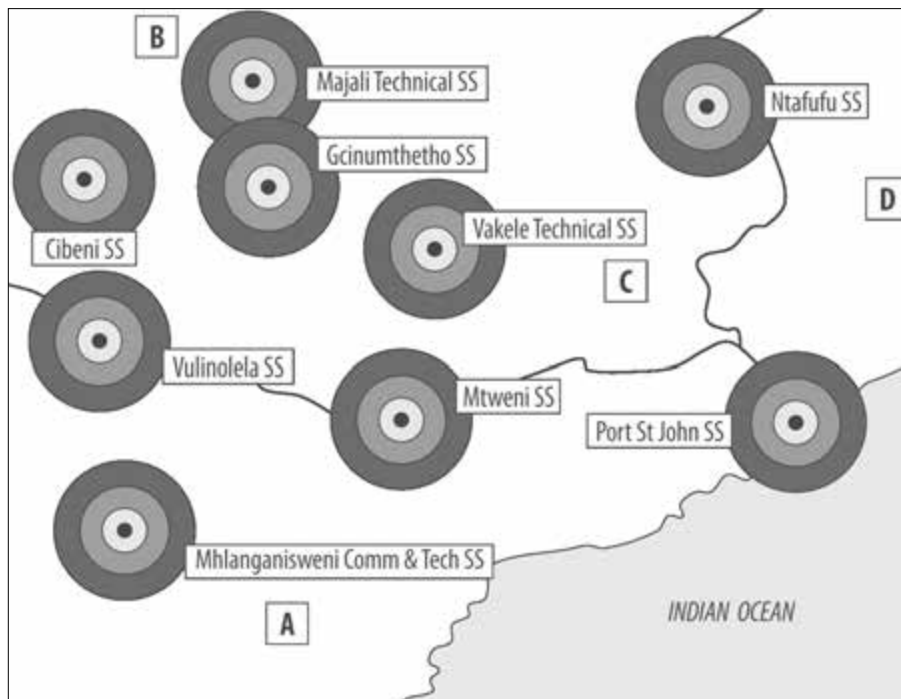 B
Majali Technical SS
Ntafufu SS
Gcinumthetho SS
D
Cibeni SS
Vakele Technical SS
C
Vulinolela SS
Mtweni SS
Port St John SS
Mhlanganisweni Comm & Tech SS
A
INDIAN OCEAN